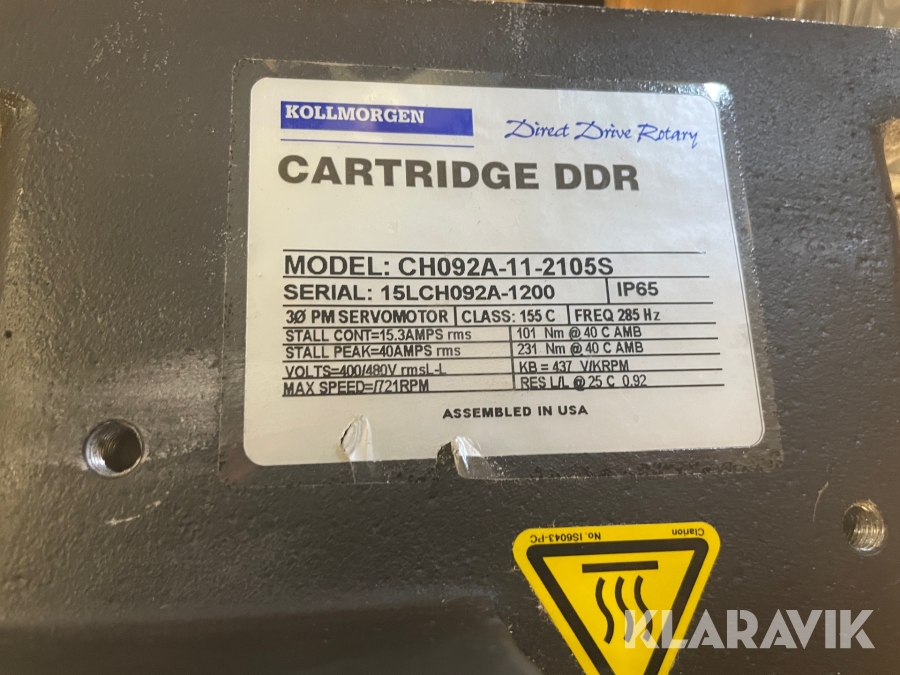 KOLLMORGEN
Direct Drive Rotary
CARTRIDGE DDR
MODEL: CH092A-11-2105S
SERIAL: 15LCH092A-1200 IP65
3Ø PM SERVOMOTOR CLASS: 155 C FREQ 285 Hz
STALL CONT=15.3AMPS rms 101 Nm @ 40 C AMB
STALL PEAK=40AMPS rms 231 Nm @ 40 C AMB
VOLTS=400/480V rmsL-L KB = 437 V/KRPM
MAX SPEED=/721RPM RES L/L @ 25 C 0.92
ASSEMBLED IN USA
Clarion
No. IS6043-PC
KLARAVIK